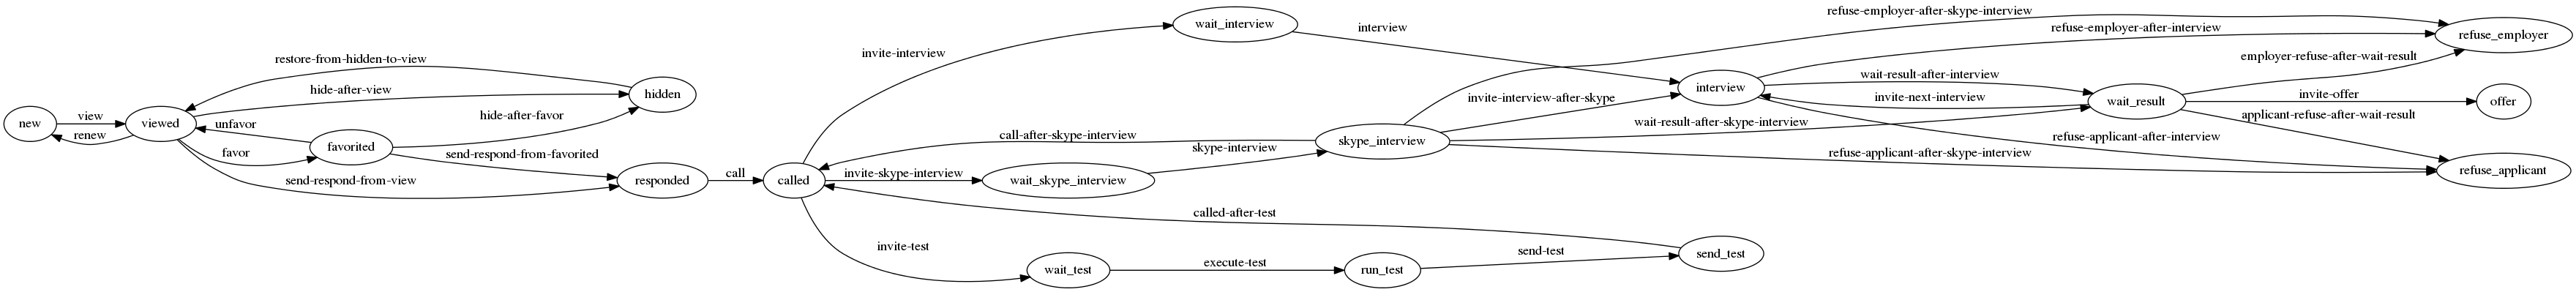 new
view
renew
viewed
restore-from-hidden-to-view
hide-after-view
hide-after-favor
hidden
unfavor
favor
favorited
send-respond-from-favorited
send-respond-from-view
responded
call
called
invite-interview
wait_interview
interview
call-after-skype-interview
invite-skype-interview
wait_skype_interview
skype-interview
skype_interview
called-after-test
invite-test
wait_test
execute-test
run_test
send-test
send_test
invite-interview-after-skype
interview
refuse-employer-after-skype-interview
refuse-employer-after-interview
wait-result-after-interview
invite-next-interview
wait-result-after-skype-interview
refuse-applicant-after-interview
refuse-applicant-after-skype-interview
wait_result
employer-refuse-after-wait-result
invite-offer
applicant-refuse-after-wait-result
refuse_employer
offer
refuse_applicant